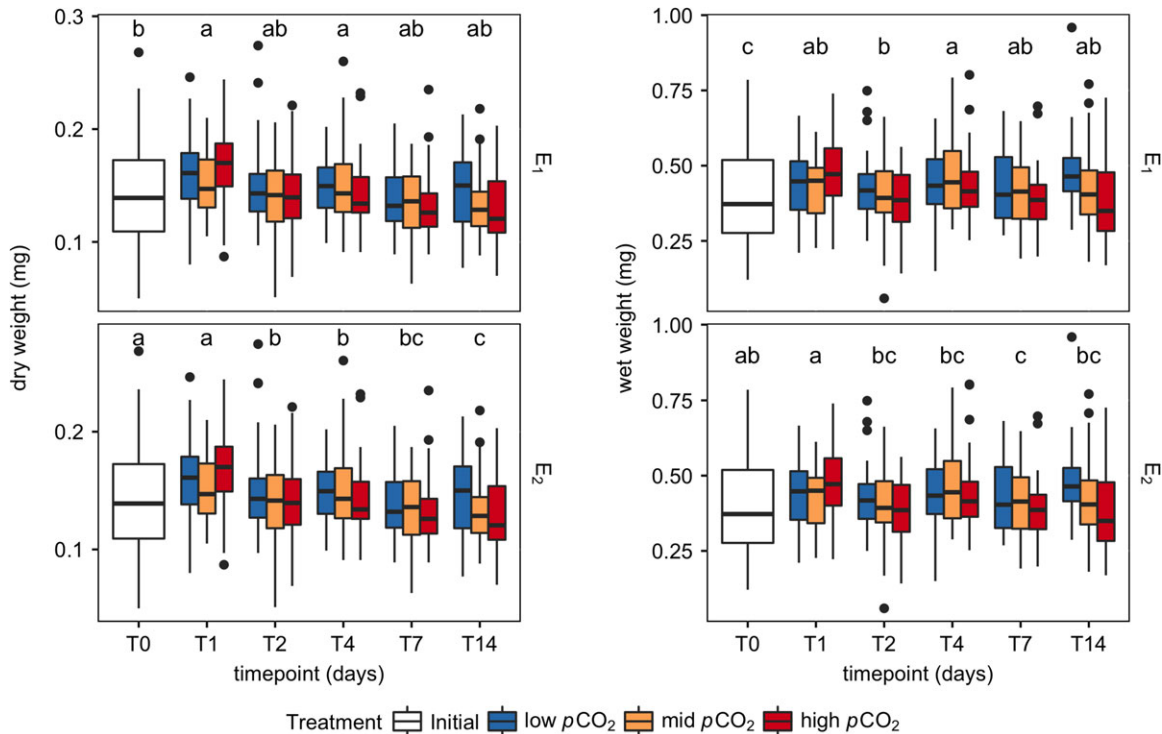 0.3
b a ab a ab ab
0.2
0.1
E₁
a a b b bc c
0.2
0.1
E₂
dry weight (mg)
T0 T1 T2 T4 T7 T14
timepoint (days)
1.00
c ab b a ab ab
0.75
0.50
0.25
E₁
1.00
ab a bc bc c bc
0.75
0.50
0.25
E₂
wet weight (mg)
T0 T1 T2 T4 T7 T14
timepoint (days)
Treatment Initial low pCO₂ mid pCO₂ high pCO₂